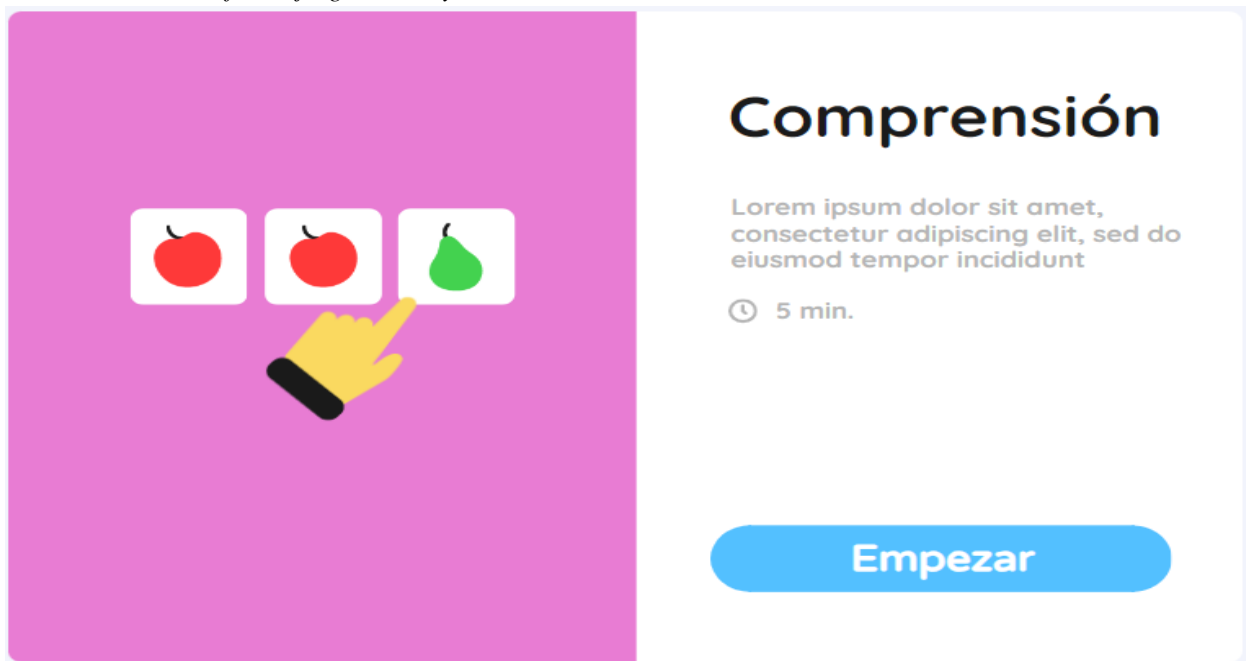 Comprensión
Lorem ipsum dolor sit amet,
consectetur adipiscing elit, sed do
eiusmod tempor incididunt
5 min.
Empezar